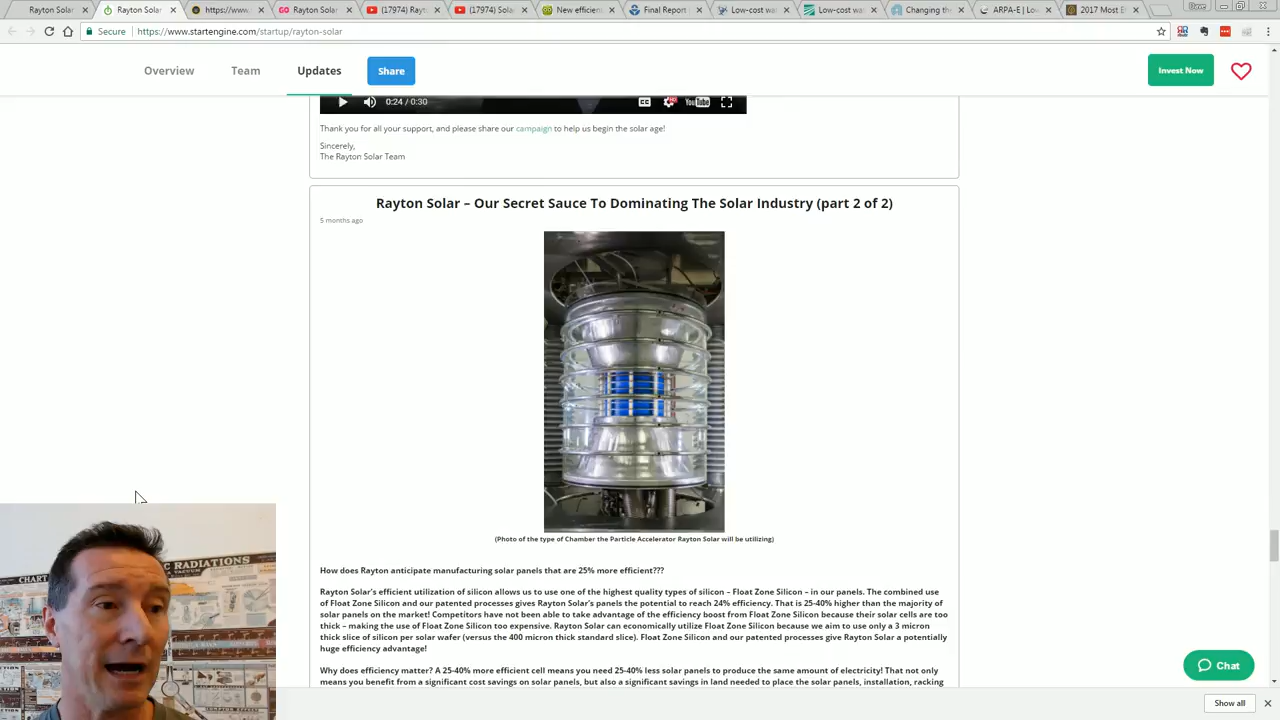 Rayton Solar
Rayton Solar
https://www.
Rayton Solar
(17974) Ray
(17974) Solar
New efficien
Final Report
Low-cost wa
Low-cost wa
Changing the
ARPA-E | Lo
2017 Most E
Secure
https://www.startengine.com/startup/rayton-solar
Overview
Team
Updates
Share
Invest Now
0:24 / 0:30
CC
YouTube
Thank you for all your support, and please share our campaign to help us begin the solar age!
Sincerely,
The Rayton Solar Team
Rayton Solar – Our Secret Sauce To Dominating The Solar Industry (part 2 of 2)
5 months ago
(Photo of the type of Chamber the Particle Accelerator Rayton Solar will be utilizing)
How does Rayton anticipate manufacturing solar panels that are 25% more efficient???
Rayton Solar's efficient utilization of silicon allows us to use one of the highest quality types of silicon – Float Zone Silicon – in our panels. The combined use
of Float Zone Silicon and our patented processes gives Rayton Solar's panels the potential to reach 24% efficiency. That is 25-40% higher than the majority of
solar panels on the market! Competitors have not been able to take advantage of the efficiency boost from Float Zone Silicon because their solar cells are too
thick – making the use of Float Zone Silicon too expensive. Rayton Solar can economically utilize Float Zone Silicon because we aim to use only a 3 micron
thick slice of silicon per solar wafer (versus the 400 micron thick standard slice). Float Zone Silicon and our patented processes give Rayton Solar a potentially
huge efficiency advantage!
Why does efficiency matter? A 25-40% more efficient cell means you need 25-40% less solar panels to produce the same amount of electricity! That not only
means you benefit from a significant cost savings on solar panels, but also a significant savings in land needed to place the solar panels, installation, racking
CHART
RADIATIONS
Chat
Show all